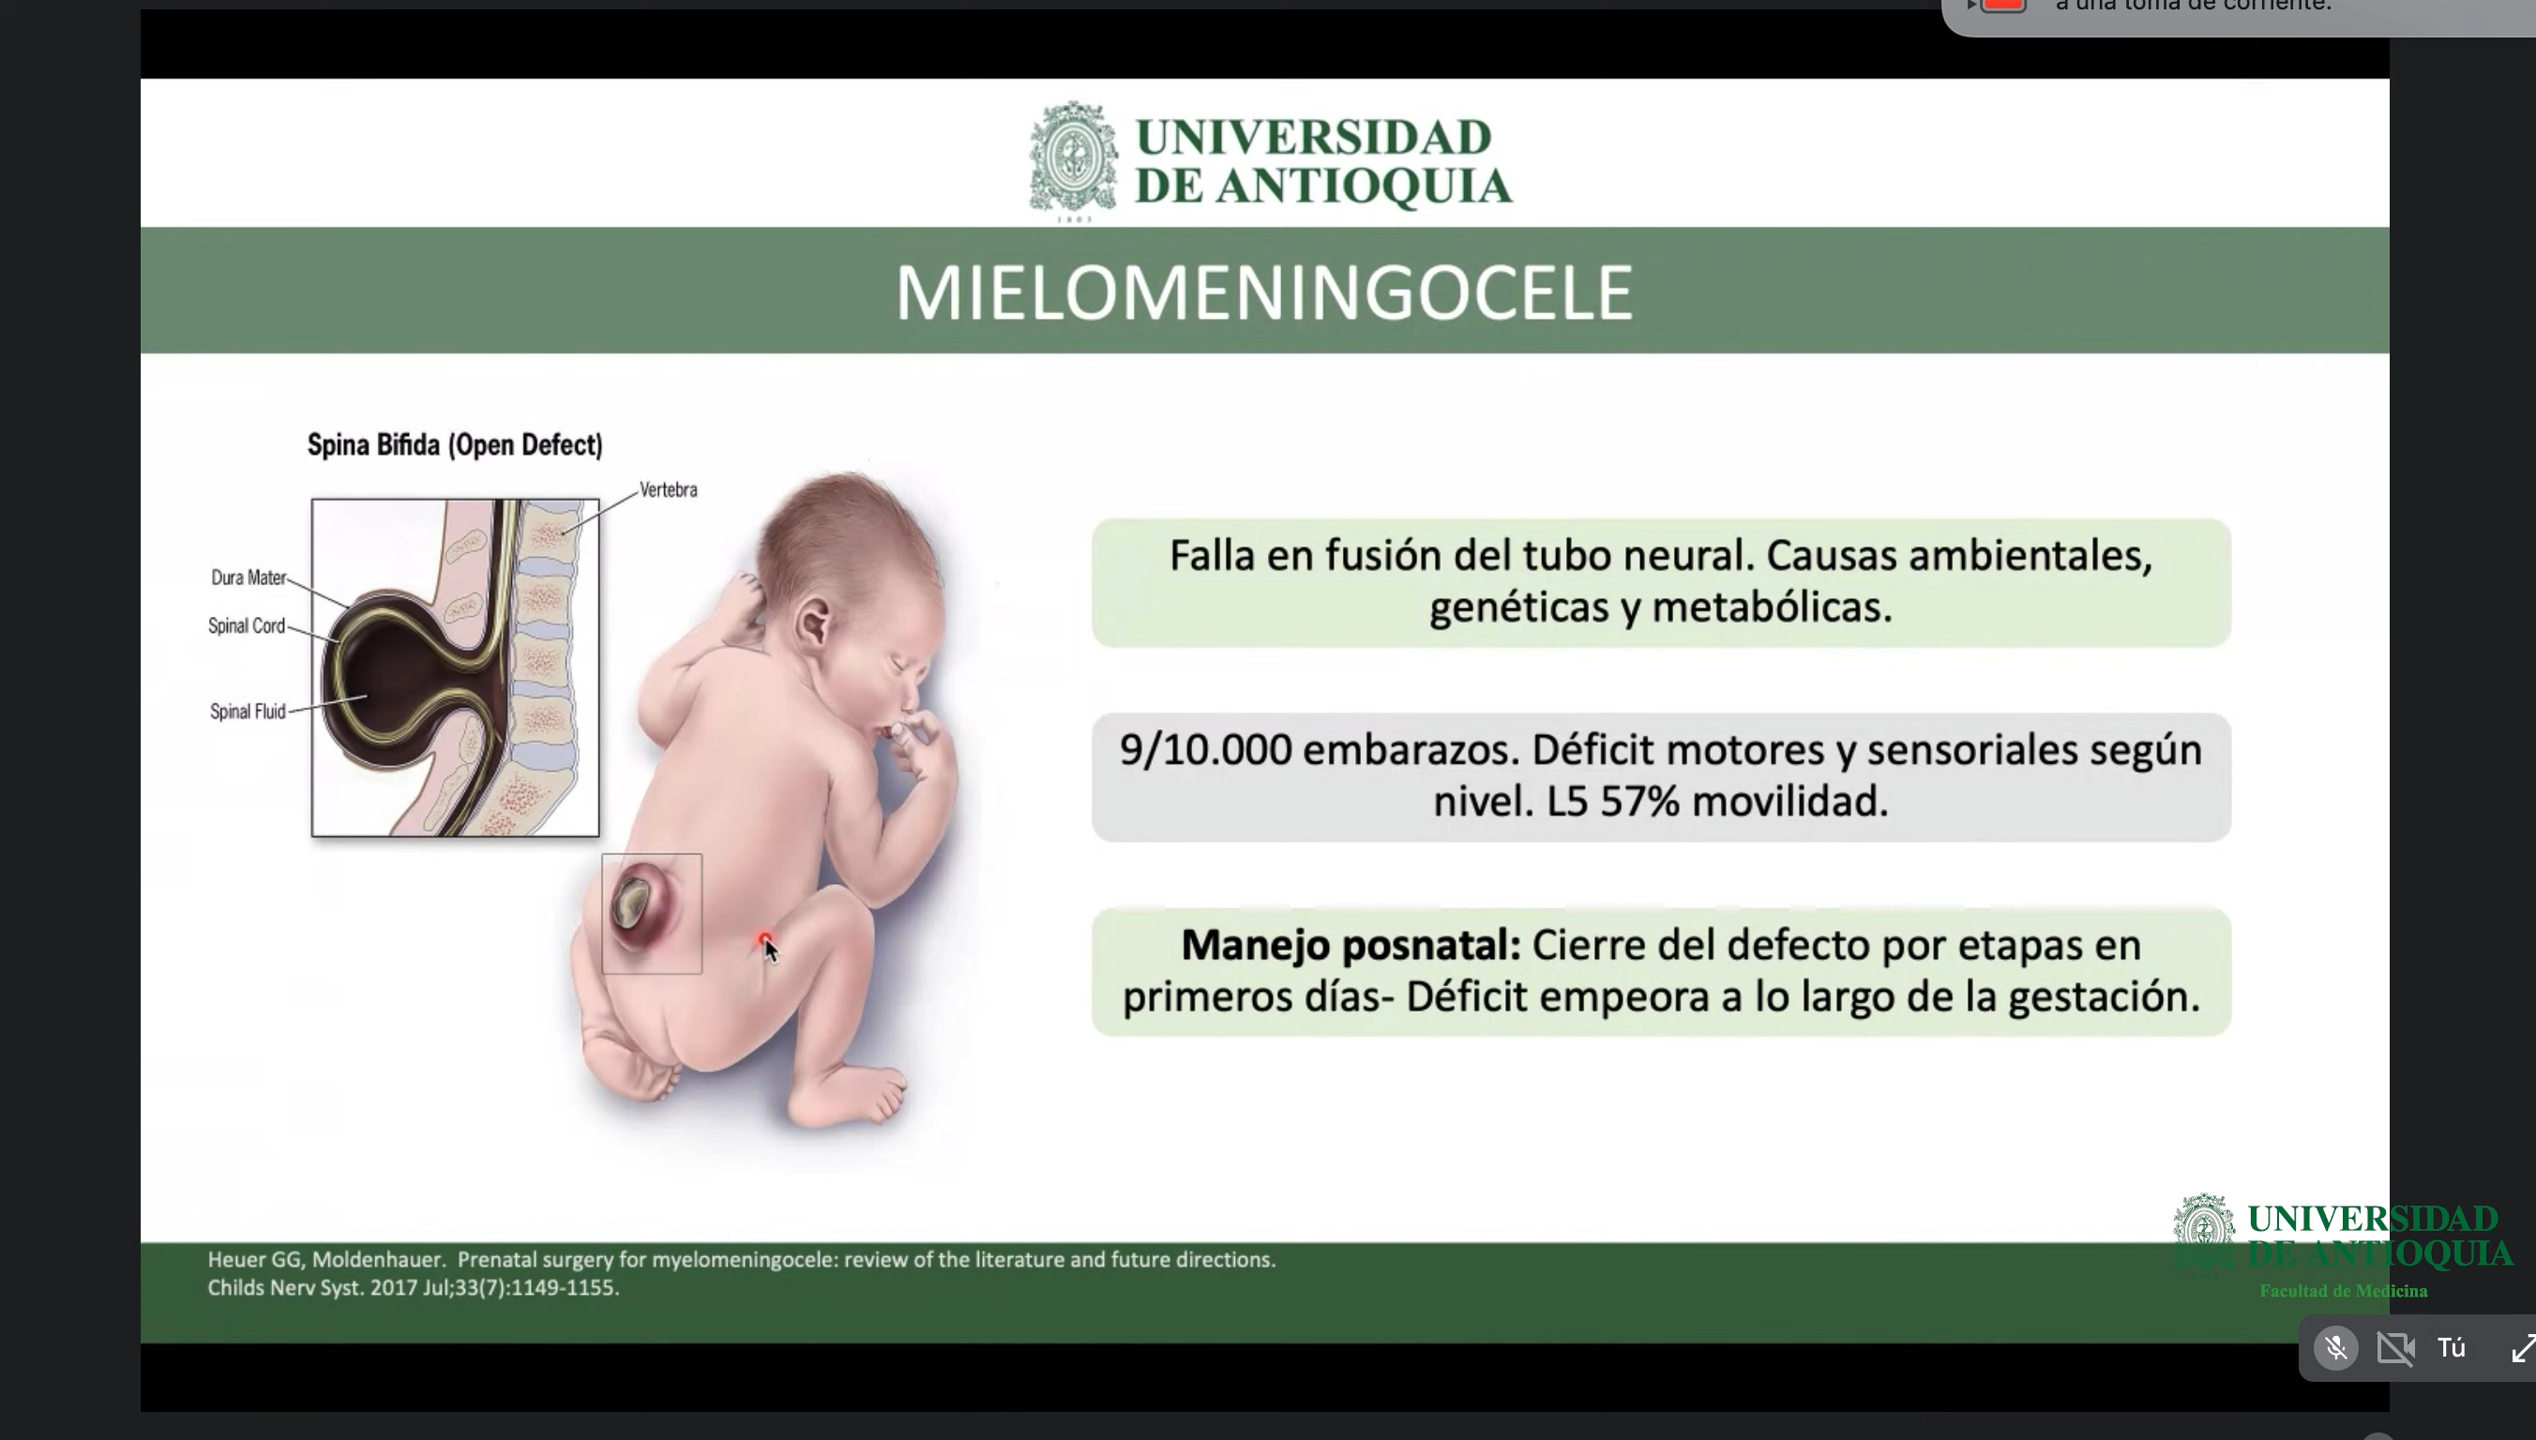 a una toma de corriente.
UNIVERSIDAD
DE ANTIOQUIA
1803
MIELOMENINGOCELE
Spina Bifida (Open Defect)
Vertebra
Dura Mater
Spinal Cord
Spinal Fluid
Falla en fusión del tubo neural. Causas ambientales,
genéticas y metabólicas.
9/10.000 embarazos. Déficit motores y sensoriales según
nivel. L5 57% movilidad.
Manejo posnatal: Cierre del defecto por etapas en
primeros días- Déficit empeora a lo largo de la gestación.
Heuer GG, Moldenhauer. Prenatal surgery for myelomeningocele: review of the literature and future directions.
Childs Nerv Syst. 2017 Jul;33(7):1149-1155.
UNIVERSIDAD
DE ANTIOQUIA
Facultad de Medicina
Tú